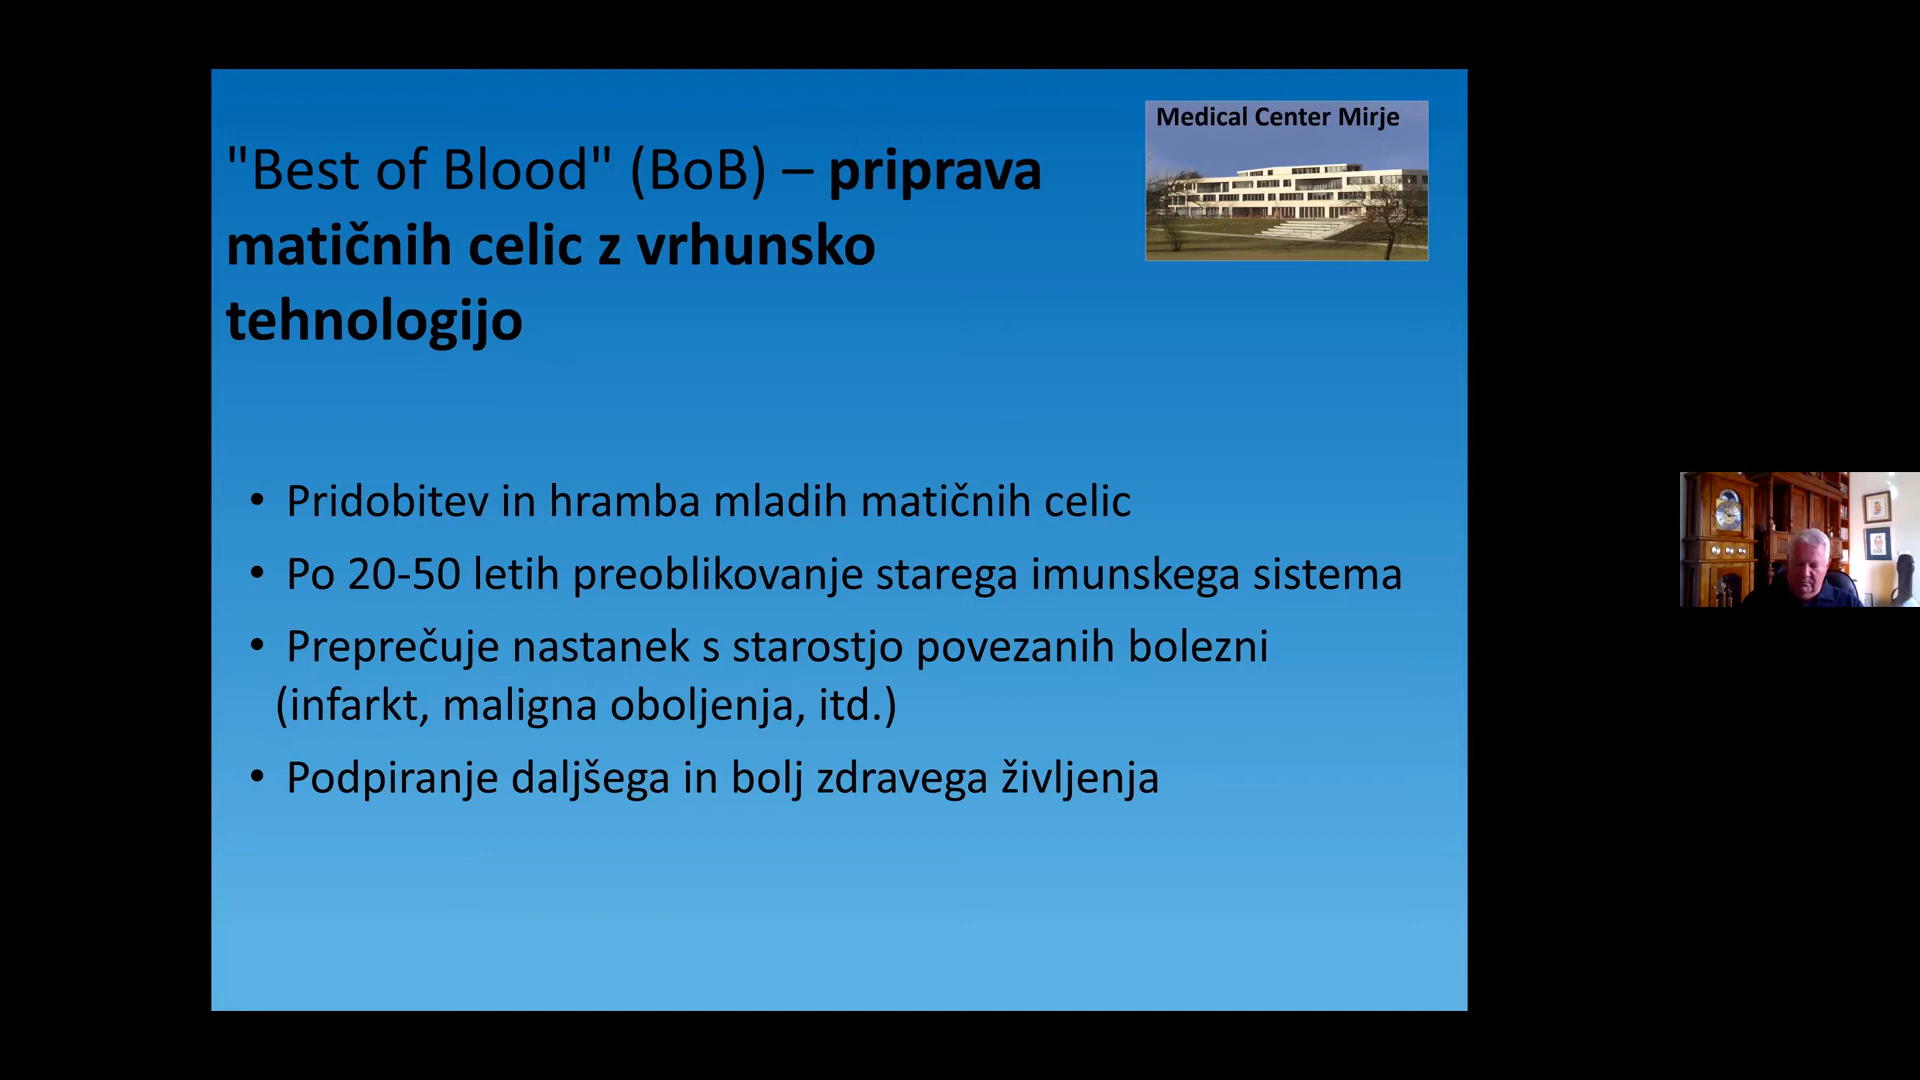 Medical Center Mirje
"Best of Blood" (BoB) – priprava
matičnih celic z vrhunsko
tehnologijo
• Pridobitev in hramba mladih matičnih celic
• Po 20-50 letih preoblikovanje starega imunskega sistema
• Preprečuje nastanek s starostjo povezanih bolezni
(infarkt, maligna oboljenja, itd.)
• Podpiranje daljšega in bolj zdravega življenja